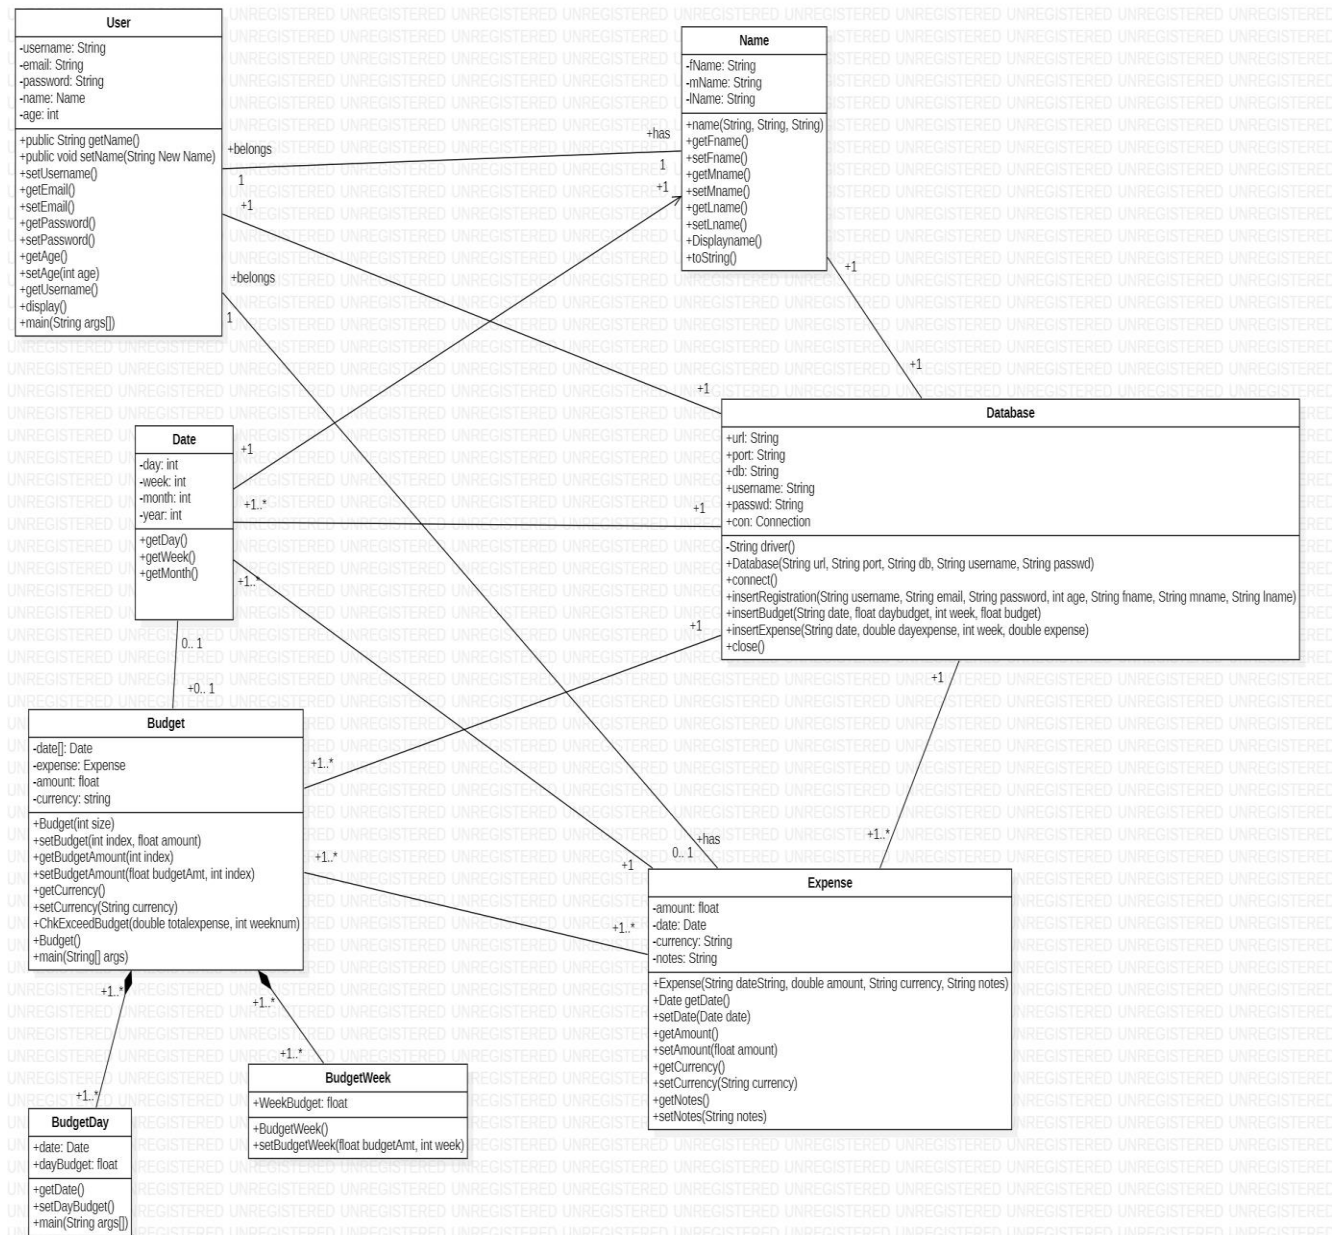 User
-username: String
-email: String
-password: String
-name: Name
-age: int
+public String getName()
+public void setName(String New Name)
+setUsername()
+getEmail()
+setEmail()
+getPassword()
+setPassword()
+getAge()
+setAge(int age)
+getUsername()
+display()
+main(String args[])
Name
-fName: String
-mName: String
-lName: String
+name(String, String, String)
+getFname()
+setFname()
+getMname()
+setMname()
+getLname()
+setLname()
+Displayname()
+toString()
+belongs
1
+has
1
+1
+1
+belongs
1
+1
+1
+1
Date
-day: int
-week: int
-month: int
-year: int
+getDay()
+getWeek()
+getMonth()
+1
+1..*
+1
+1..*
0.. 1
+0.. 1
Database
+url: String
+port: String
+db: String
+username: String
+passwd: String
+con: Connection
-String driver()
+Database(String url, String port, String db, String username, String passwd)
+connect()
+insertRegistration(String username, String email, String password, int age, String fname, String mname, String lname)
+insertBudget(String date, float daybudget, int week, float budget)
+insertExpense(String date, double dayexpense, int week, double expense)
+close()
+1
+1
Budget
-date[]: Date
-expense: Expense
-amount: float
-currency: string
+Budget(int size)
+setBudget(int index, float amount)
+getBudgetAmount(int index)
+setBudgetAmount(float budgetAmt, int index)
+getCurrency()
+setCurrency(String currency)
+ChkExceedBudget(double totalexpense, int weeknum)
+Budget()
+main(String[] args)
+1..*
+1..*
+has
0.. 1
+1
+1..*
+1..*
Expense
-amount: float
-date: Date
-currency: String
-notes: String
+Expense(String dateString, double amount, String currency, String notes)
+Date getDate()
+setDate(Date date)
+getAmount()
+setAmount(float amount)
+getCurrency()
+setCurrency(String currency)
+getNotes()
+setNotes(String notes)
+1..*
+1..*
+1..*
+1..*
BudgetWeek
+WeekBudget: float
+BudgetWeek()
+setBudgetWeek(float budgetAmt, int week)
BudgetDay
+date: Date
+dayBudget: float
+getDate()
+setDayBudget()
+main(String args[])